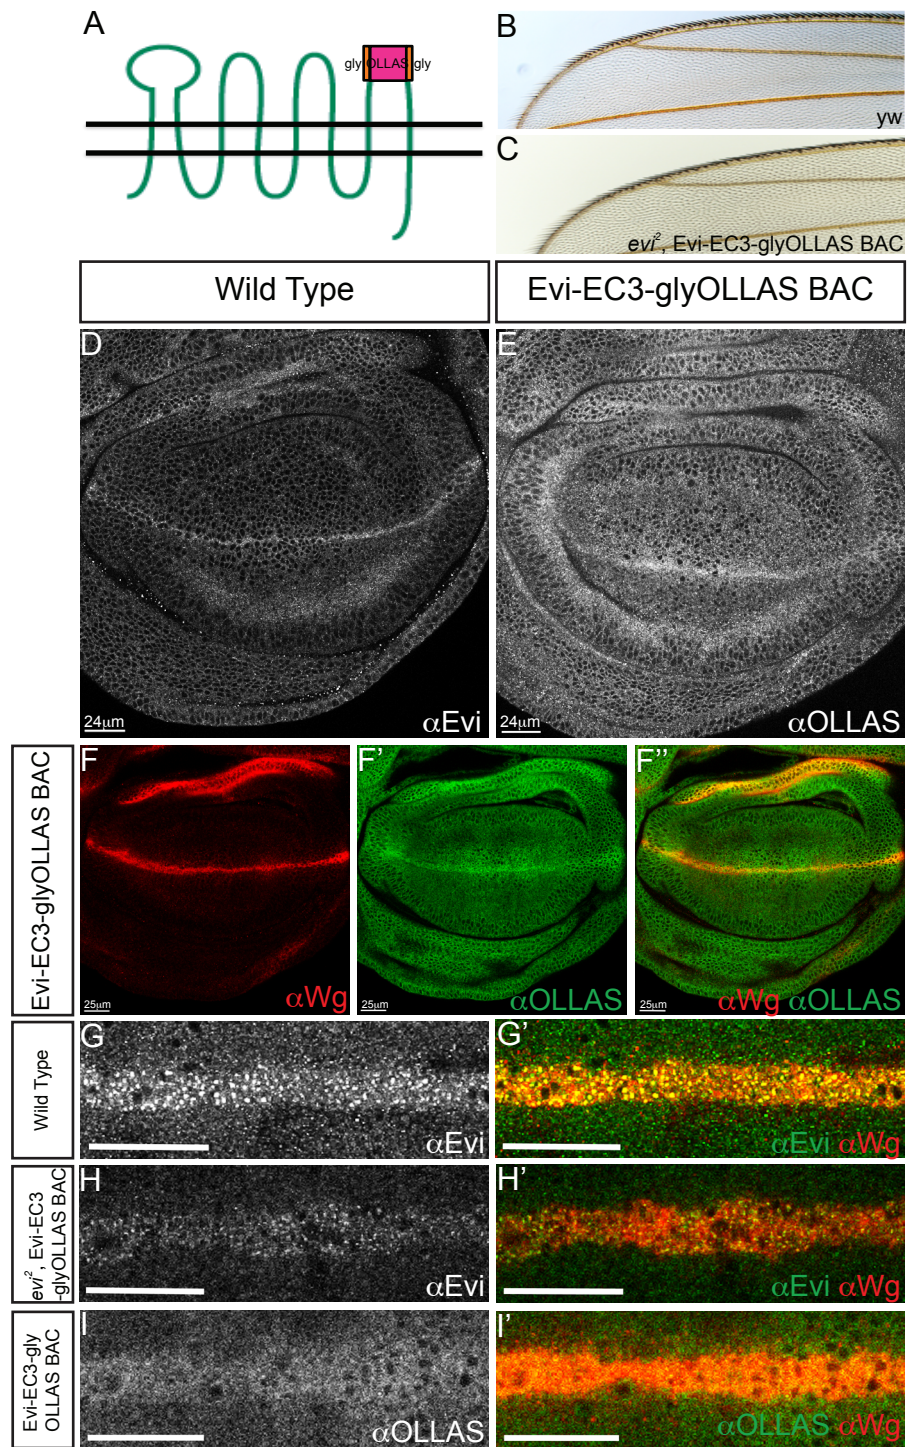 A
gly OLLAS gly
B
yw
C
evi², Evi-EC3-glyOLLAS BAC
Wild Type
Evi-EC3-glyOLLAS BAC
D
24µm
αEvi
E
24µm
αOLLAS
Evi-EC3-glyOLLAS BAC
F
25µm
αWg
F'
25µm
αOLLAS
F''
25µm
αWg αOLLAS
Wild Type
G
αEvi
G'
αEvi αWg
evi², Evi-EC3
-glyOLLAS BAC
H
αEvi
H'
αEvi αWg
Evi-EC3-gly
OLLAS BAC
I
αOLLAS
I'
αOLLAS αWg